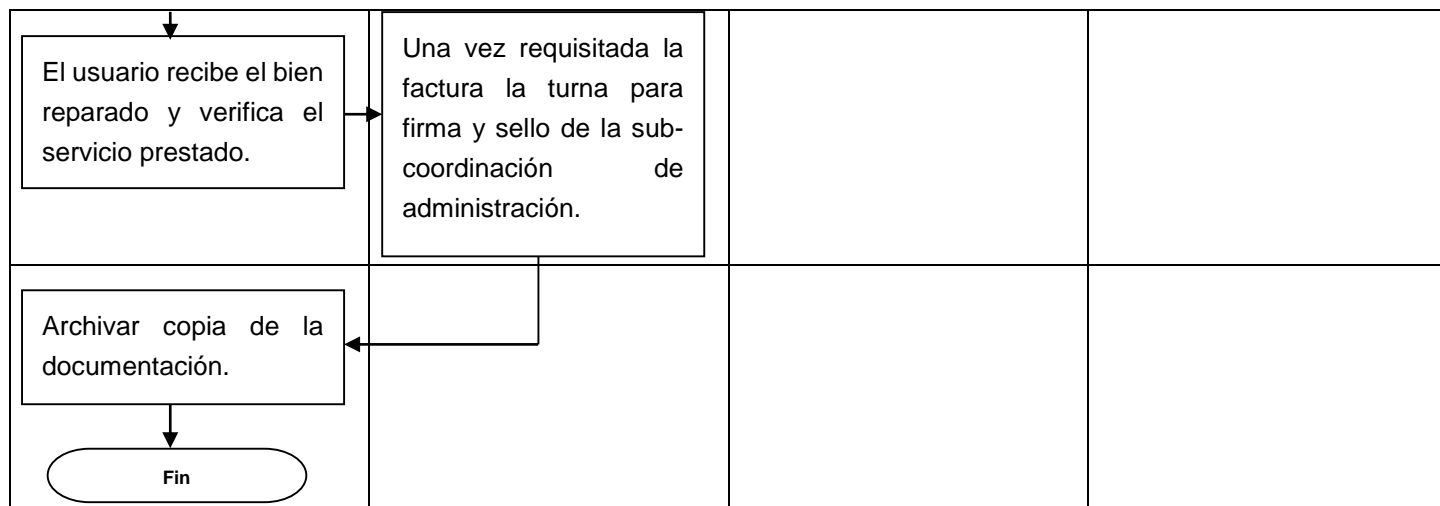 El usuario recibe el bien
reparado y verifica el
servicio prestado.
Una vez requisitada la
factura la turna para
firma y sello de la sub-
coordinación de
administración.
Archivar copia de la
documentación.
Fin